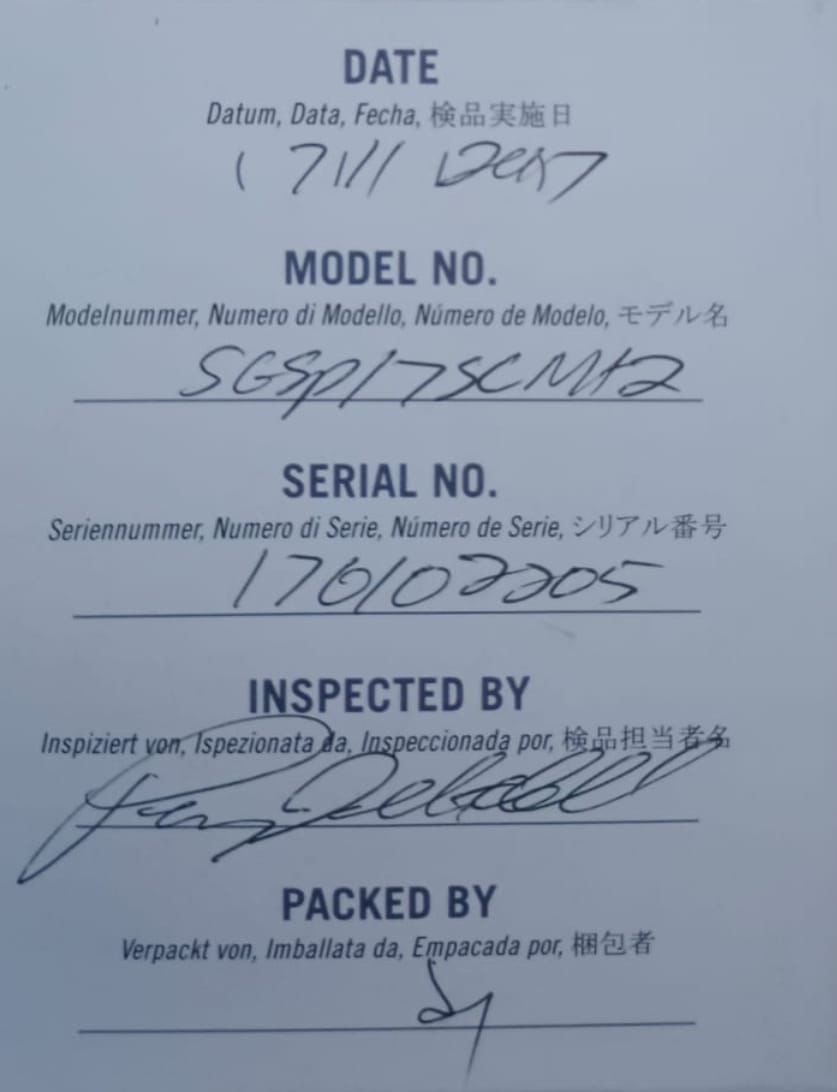 DATE
Datum, Data, Fecha, 検品実施日
MODEL NO.
Modelnummer, Numero di Modello, Número de Modelo, モデル名
SGSP17SCMH2
SERIAL NO.
Seriennummer, Numero di Serie, Número de Serie, シリアル番号
170102205
INSPECTED BY
Inspiziert von, Ispezionata da, Inspeccionada por, 検品担当者名
PACKED BY
Verpackt von, Imballata da, Empacada por, 梱包者